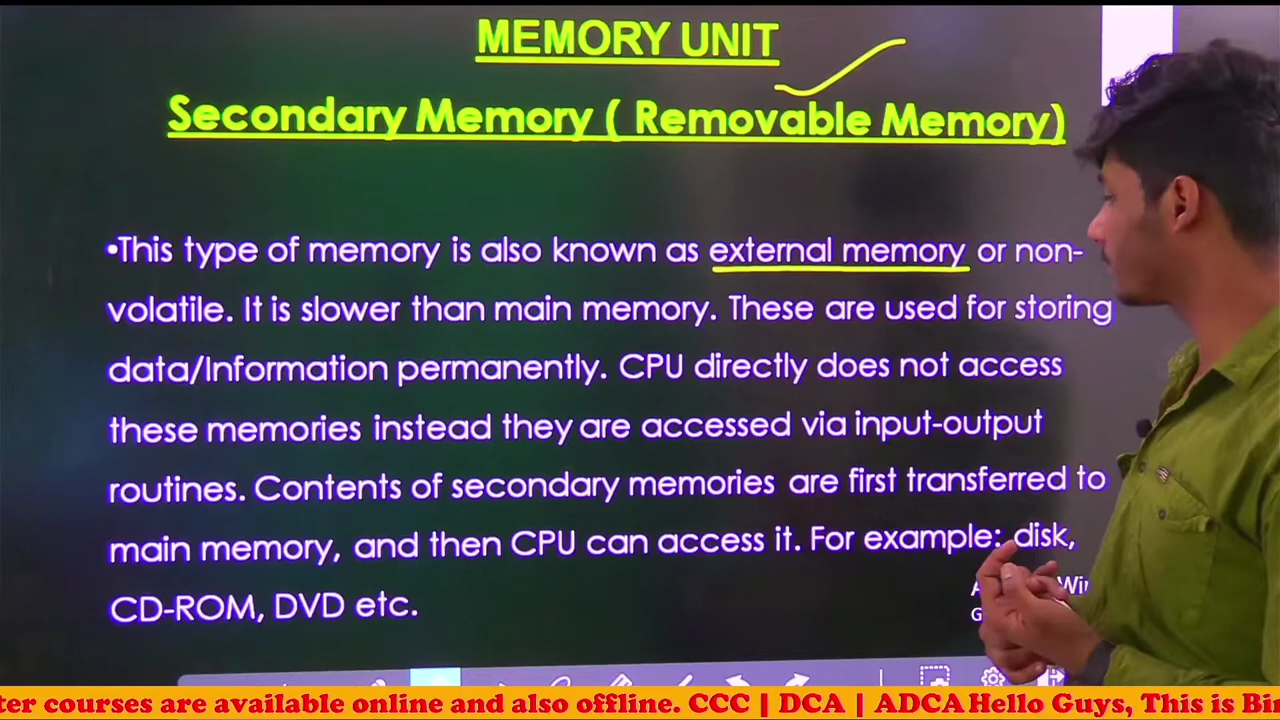 MEMORY UNIT
Secondary Memory ( Removable Memory)
•This type of memory is also known as external memory or non-
volatile. It is slower than main memory. These are used for storing
data/Information permanently. CPU directly does not access
these memories instead they are accessed via input-output
routines. Contents of secondary memories are first transferred to
main memory, and then CPU can access it. For example: disk,
CD-ROM, DVD etc.
ter courses are available online and also offline. CCC | DCA | ADCA Hello Guys, This is